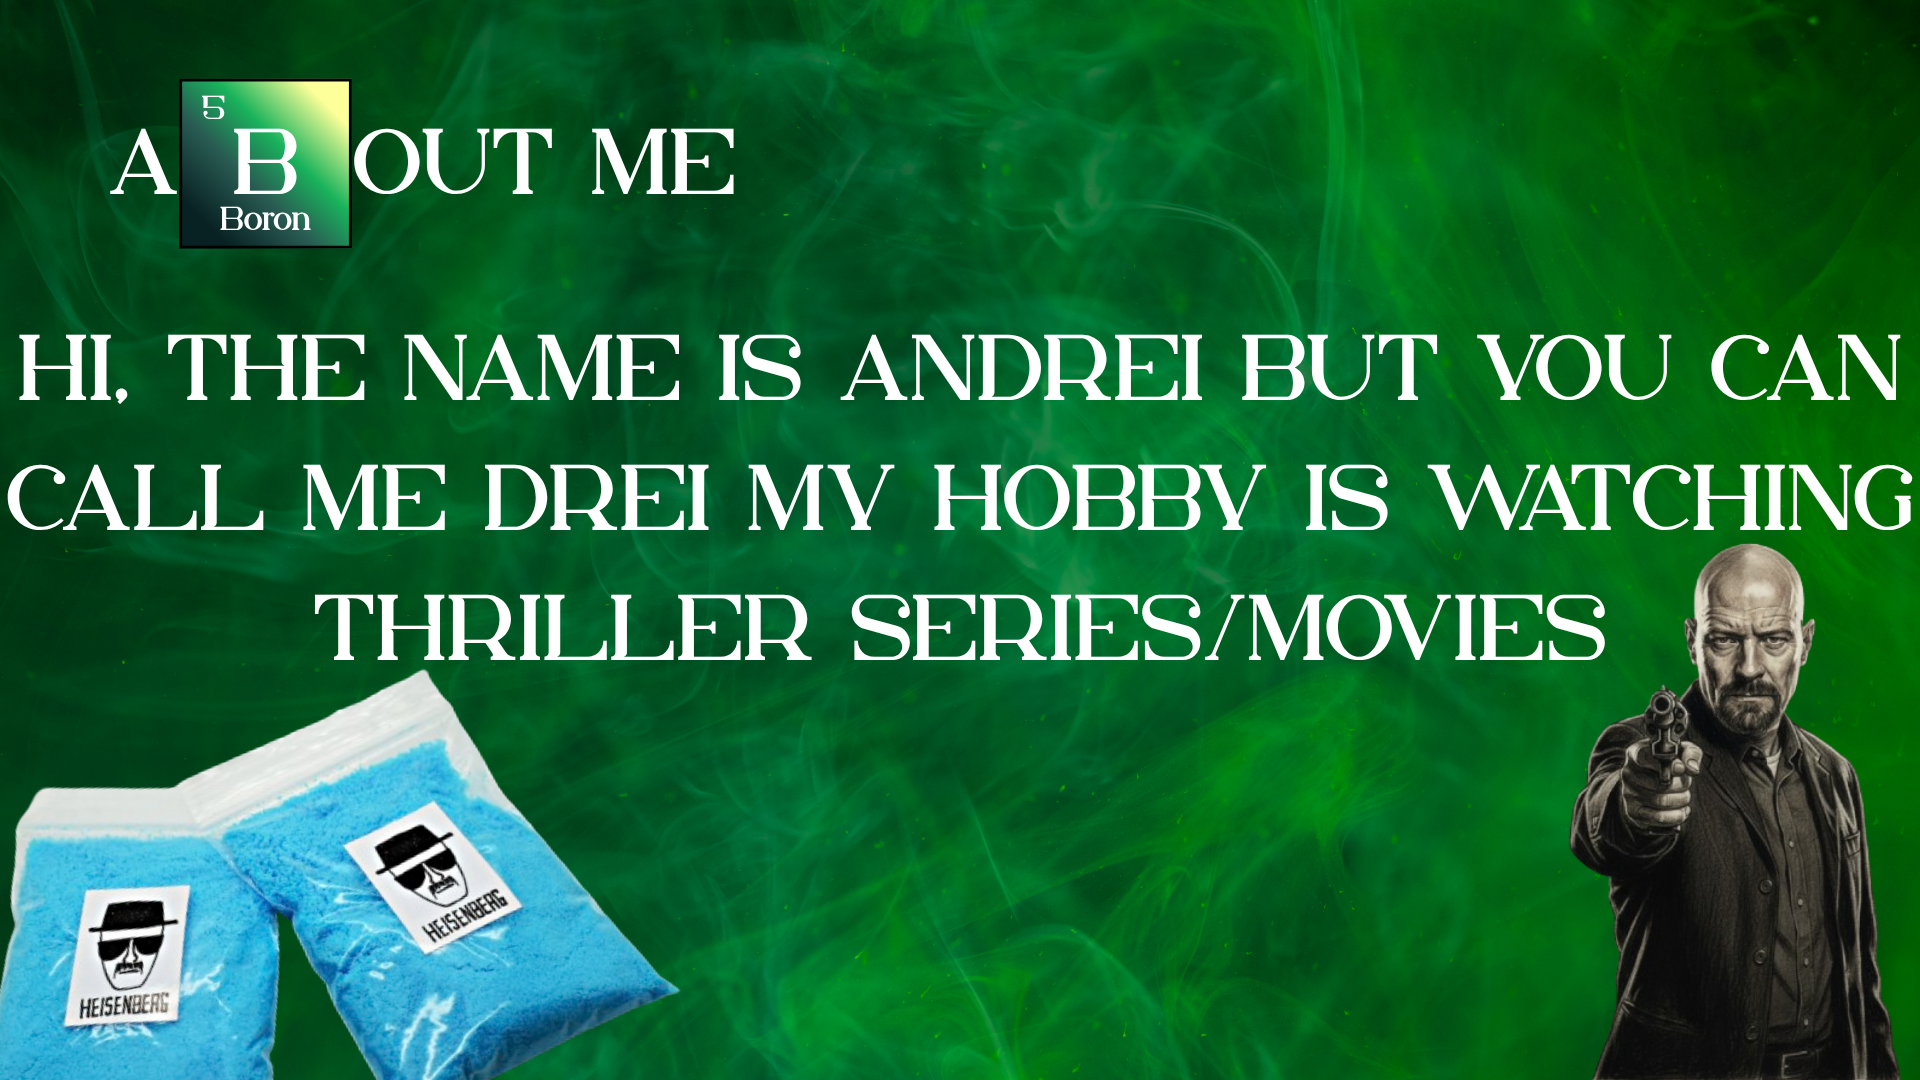 5
ABOUT ME
Boron
HI, THE NAME IS ANDREI BUT YOU CAN
CALL ME DREI MY HOBBY IS WATCHING
THRILLER SERIES/MOVIES
HEISENBERG
HEISENBERG